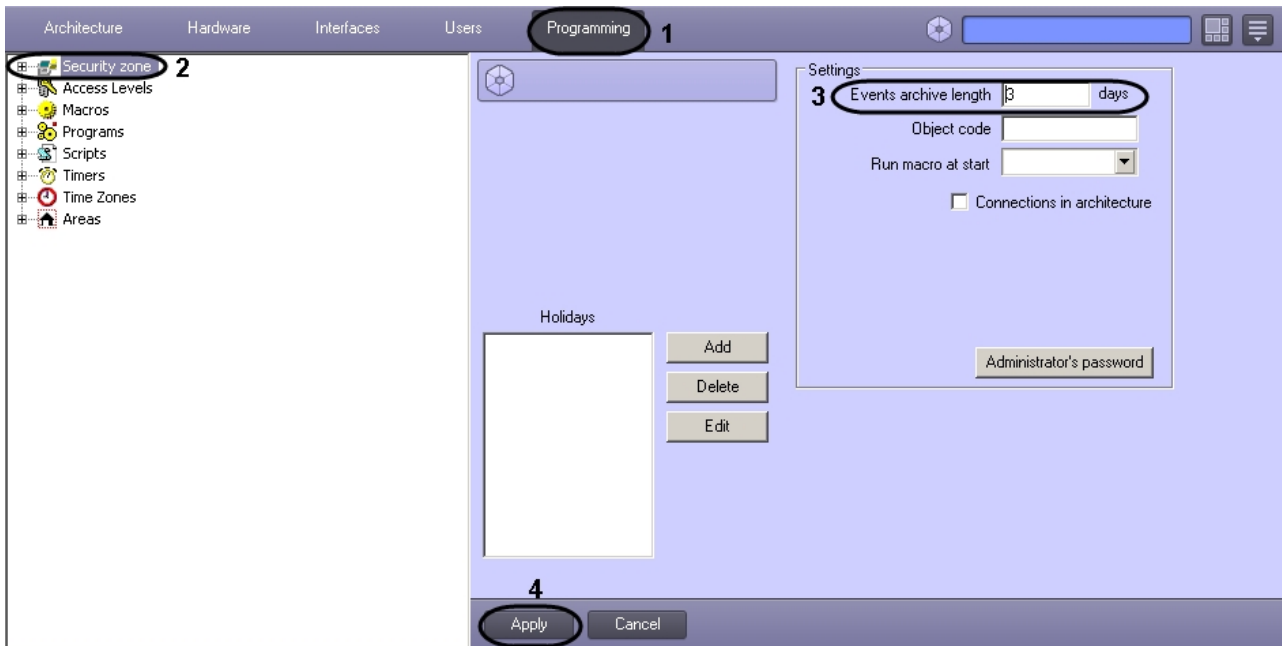 Architecture Hardware Interfaces Users Programming 1
Security zone 2
Access Levels
Macros
Programs
Scripts
Timers
Time Zones
Areas
Settings
3 Events archive length 3 days
Object code
Run macro at start
Connections in architecture
Administrator's password
Holidays
Add
Delete
Edit
4
Apply Cancel